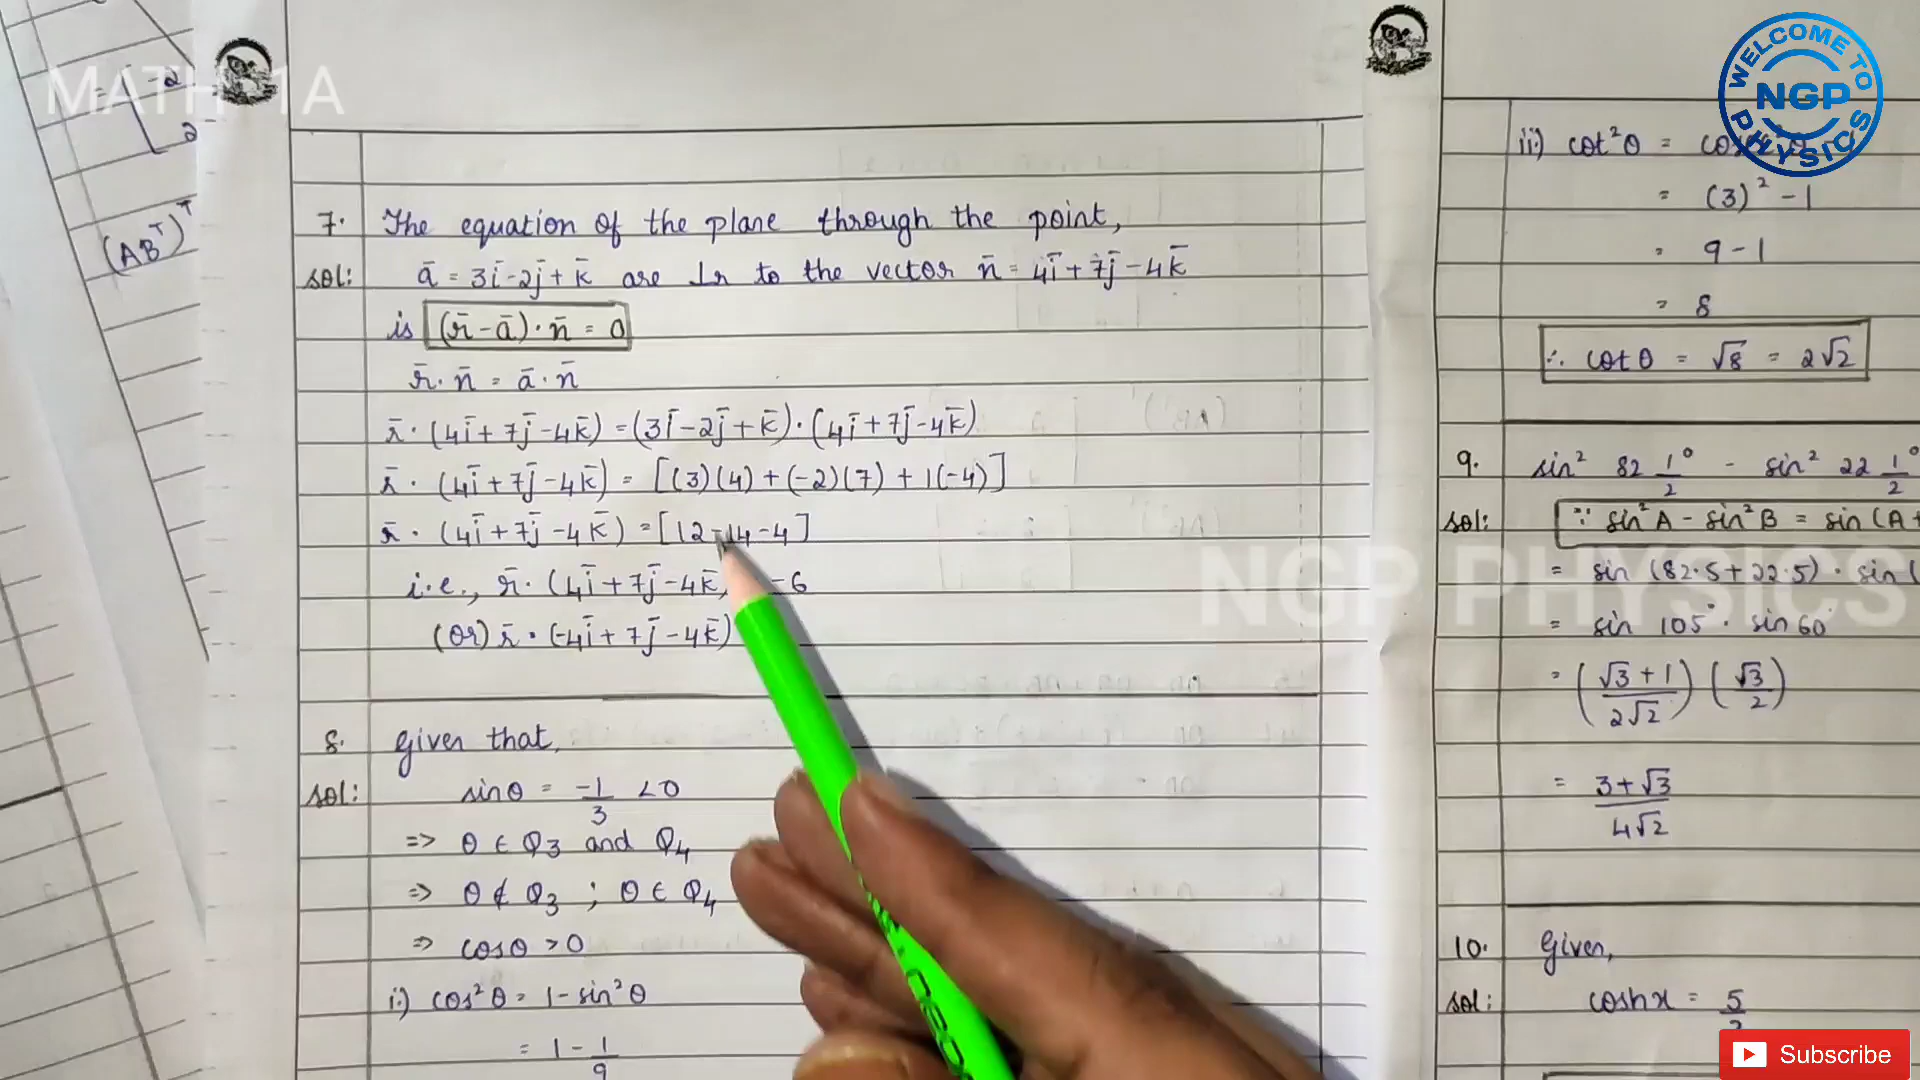 MATH 1A
-2
2
(ABᵀ)ᵀ
7. The equation of the plane through the point,
sol: ā = 3ī-2j̄+k̄ are ⊥r to the vector n̄ = 4ī+7j̄-4k̄
is (r̄-ā)·n̄ = 0
r̄·n̄ = ā·n̄
r̄·(4ī+7j̄-4k̄) = (3ī-2j̄+k̄)·(4ī+7j̄-4k̄)
r̄·(4ī+7j̄-4k̄) = [(3)(4)+(-2)(7)+1(-4)]
r̄·(4ī+7j̄-4k̄) = [12-14-4]
i.e., r̄·(4ī+7j̄-4k̄ -6
(or) r̄·(-4ī+7j̄-4k̄)
8. Given that,
sol: sinθ = -1/3 <0
=> θ ∈ Q3 and Q4
=> θ ∉ Q3 ; θ ∈ Q4
=> cosθ >0
i) cos²θ = 1-sin²θ
= 1-1/9
WELCOME TO
NGP
PHYSICS
ii) cot²θ =
= (3)²-1
= 9-1
= 8
∴ cotθ = √8 = 2√2
9. sin² 82 1/2° - sin² 22 1/2°
sol: ∵ sin²A - sin²B = sin(A+
= sin (82.5+22.5)· sin(
NGP PHYSICS
= sin 105°· sin60°
= (√3+1/2√2) (√3/2)
= 3+√3/4√2
10. Given,
sol: coshx = 5
Subscribe